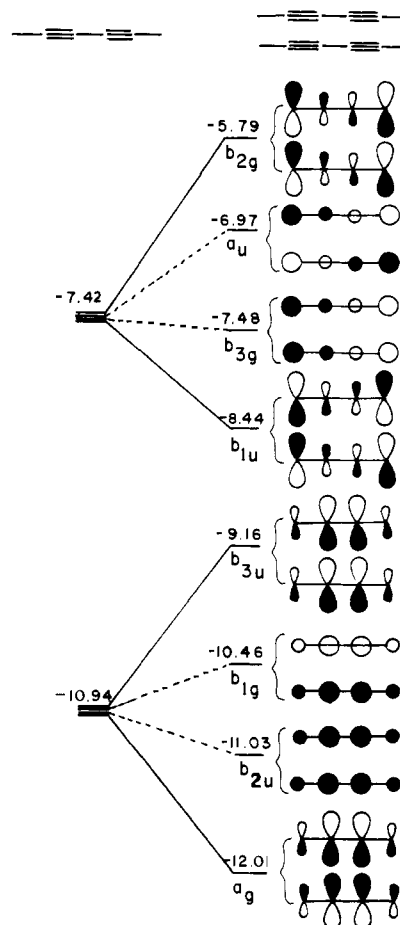 -5.79
b2g
-6.97
au
-7.42
-7.48
b3g
-8.44
b1u
-9.16
b3u
-10.46
b1g
-10.94
-11.03
b2u
-12.01
ag